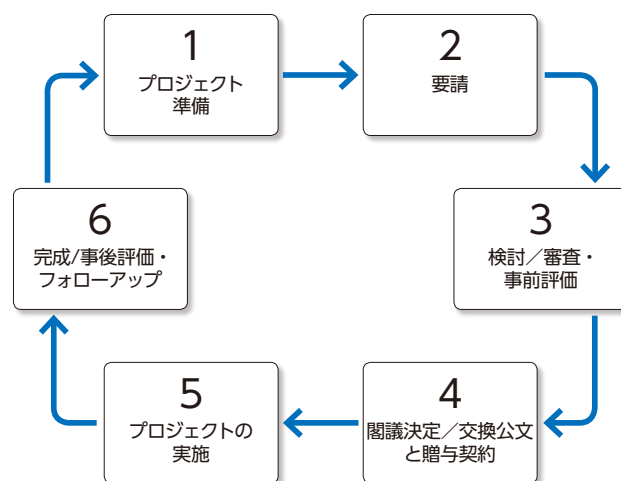 1
プロジェクト
準備
2
要請
3
検討／審査・
事前評価
4
閣議決定／交換公文
と贈与契約
5
プロジェクトの
実施
6
完成/事後評価・
フォローアップ